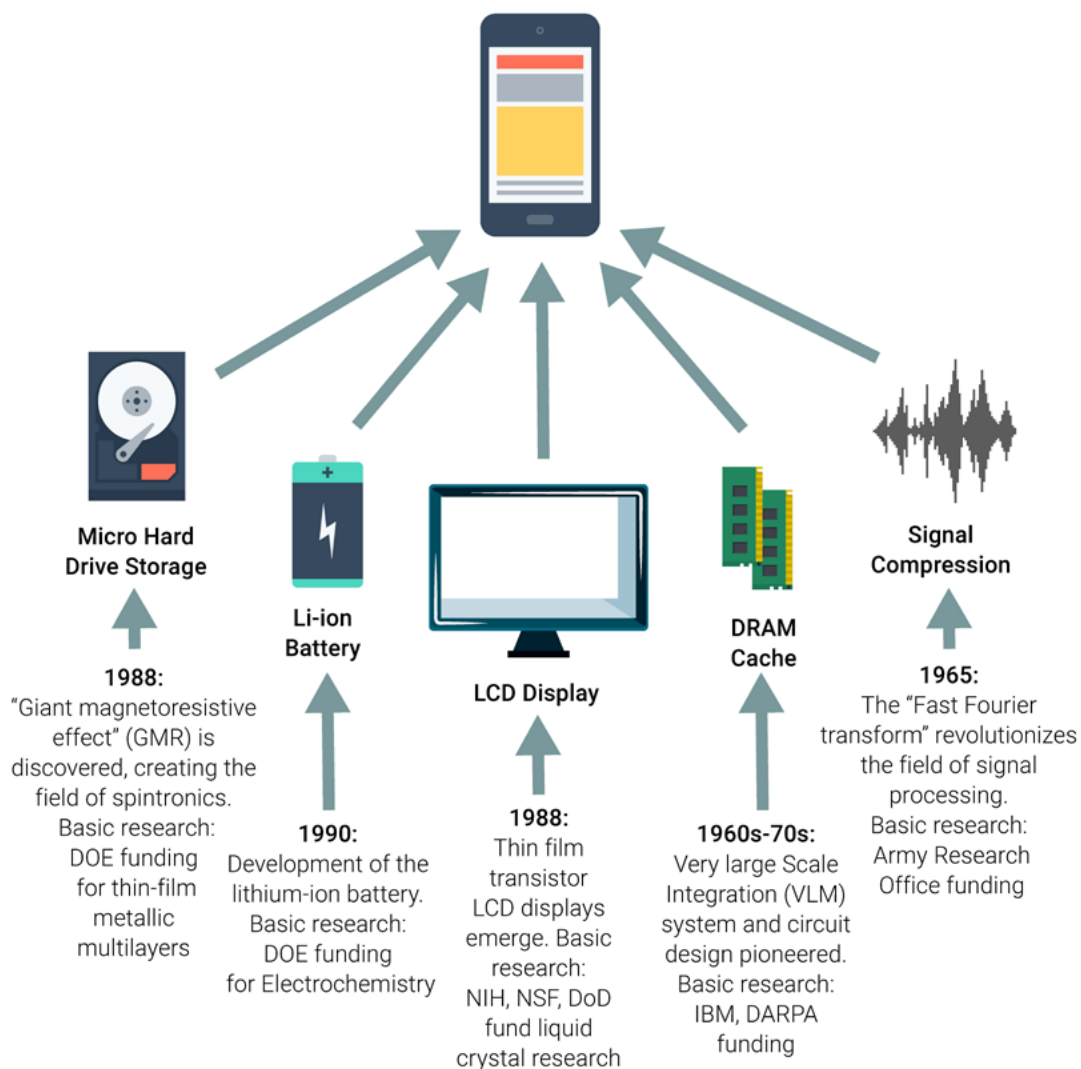 Micro Hard
Drive Storage
1988:
"Giant magnetoresistive
effect” (GMR) is
discovered, creating the
field of spintronics.
Basic research:
DOE funding
for thin-film
metallic
multilayers
Li-ion
Battery
1990:
Development of the
lithium-ion battery.
Basic research:
DOE funding
for Electrochemistry
LCD Display
1988:
Thin film
transistor
LCD displays
emerge. Basic
research:
NIH, NSF, DoD
fund liquid
crystal research
DRAM
Cache
1960s-70s:
Very large Scale
Integration (VLM)
system and circuit
design pioneered.
Basic research:
IBM, DARPA
funding
Signal
Compression
1965:
The “Fast Fourier
transform” revolutionizes
the field of signal
processing.
Basic research:
Army Research
Office funding